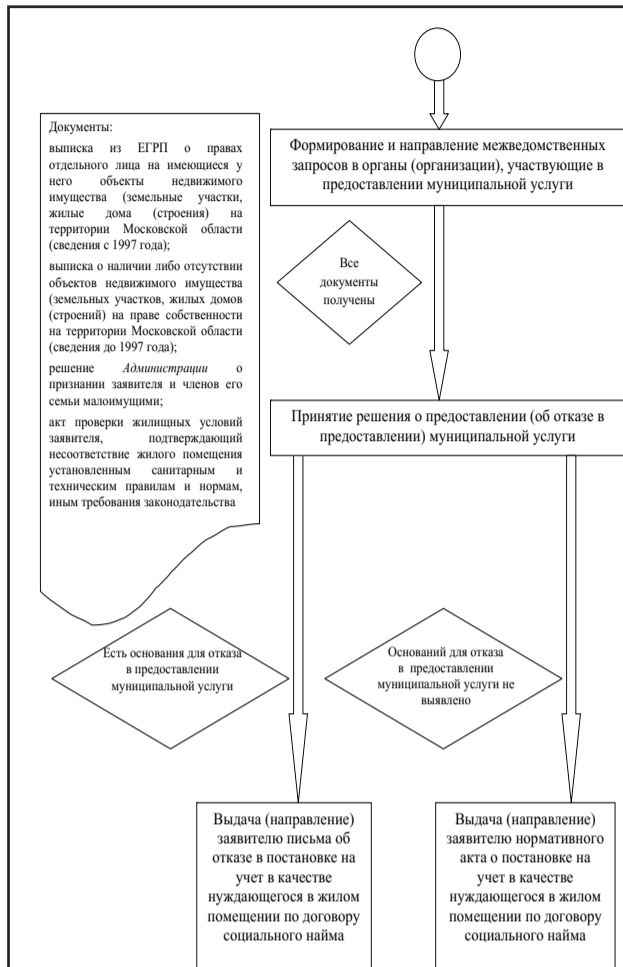 Документы:
выписка из ЕГРП о правах
отдельного лица на имеющиеся у
него объекты недвижимого
имущества (земельные участки,
жилые дома (строения) на
территории Московской области
(сведения с 1997 года);
выписка о наличии либо отсутствии
объектов недвижимого имущества
(земельных участков, жилых домов
(строений) на праве собственности
на территории Московской области
(сведения до 1997 года);
решение Администрации о
признании заявителя и членов его
семьи малоимущими;
акт проверки жилищных условий
заявителя, подтверждающий
несоответствие жилого помещения
установленным санитарным и
техническим правилам и нормам,
иным требования законодательства
Формирование и направление межведомственных
запросов в органы (организации), участвующие в
предоставлении муниципальной услуги
Все
документы
получены
Принятие решения о предоставлении (об отказе в
предоставлении) муниципальной услуги
Есть основания для отказа
в предоставлении
муниципальной услуги
Оснований для отказа
в предоставлении
муниципальной услуги не
выявлено
Выдача (направление)
заявителю письма об
отказе в постановке на
учет в качестве
нуждающегося в жилом
помещении по договору
социального найма
Выдача (направление)
заявителю нормативного
акта о постановке на
учет в качестве
нуждающегося в жилом
помещении по договору
социального найма